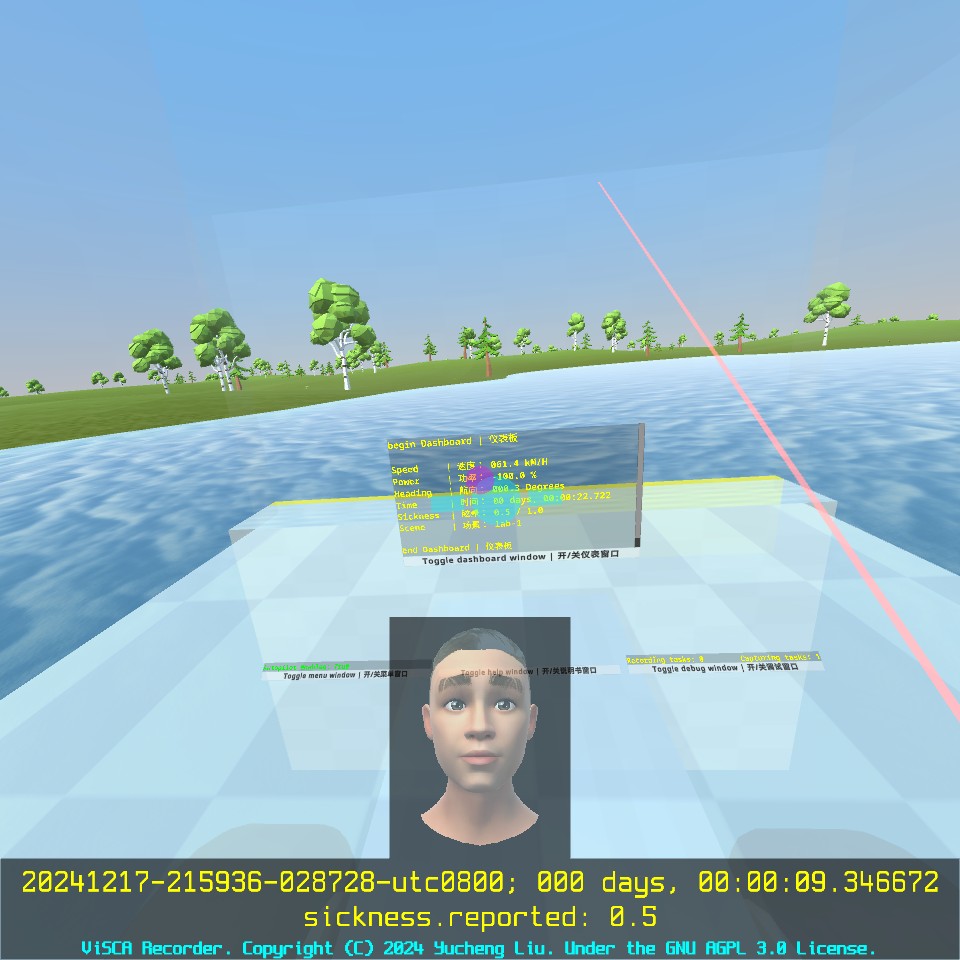 begin Dashboard | 仪表板
Speed | 速度： 061.4 kM/H
Power | 功率： -100.0 %
Heading | 航向： 000.3 Degrees
Time | 时间： 00 days, 00:00:22.722
Sickness | 眩晕： 0.5 / 1.0
Scene | 场景： lab-1
end Dashboard | 仪表板
Toggle dashboard window | 开/关仪表窗口
Autopilot enabled: True
Toggle menu window | 开/关菜单窗口
Toggle help window | 开/关说明书窗口
Recording tasks: 0 Capturing tasks: 1
Toggle debug window | 开/关调试窗口
20241217-215936-028728-utc0800; 000 days, 00:00:09.346672
sickness.reported: 0.5
ViSCA Recorder. Copyright (C) 2024 Yucheng Liu. Under the GNU AGPL 3.0 License.